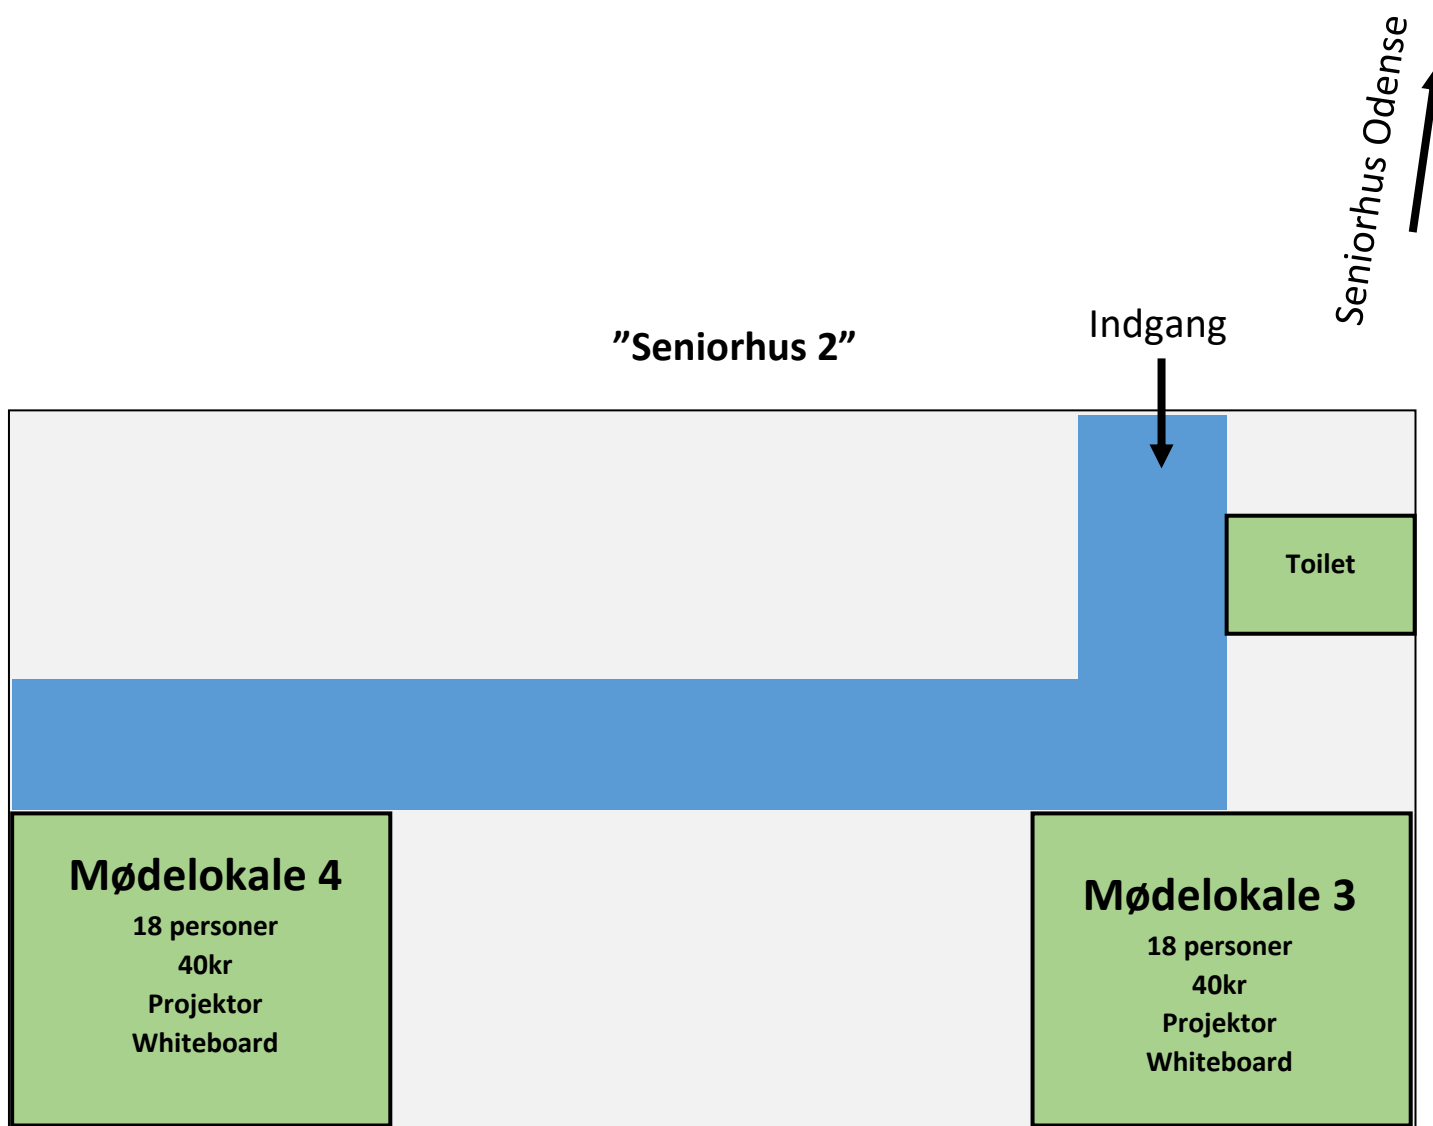 Seniorhus Odense
Indgang
”Seniorhus 2”
Toilet
Mødelokale 4
18 personer
40kr
Projektor
Whiteboard
Mødelokale 3
18 personer
40kr
Projektor
Whiteboard